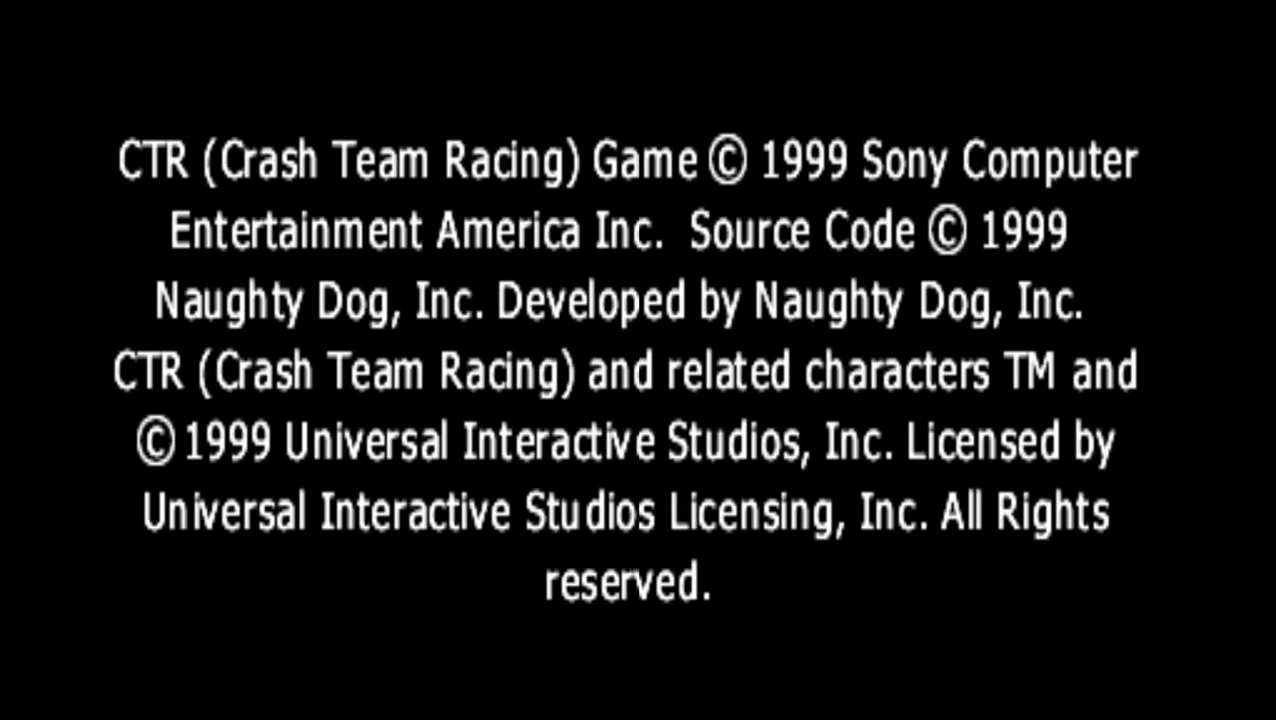 CTR (Crash Team Racing) Game © 1999 Sony Computer
Entertainment America Inc.  Source Code © 1999
Naughty Dog, Inc. Developed by Naughty Dog, Inc.
CTR (Crash Team Racing) and related characters TM and
© 1999 Universal Interactive Studios, Inc. Licensed by
Universal Interactive Studios Licensing, Inc. All Rights
reserved.